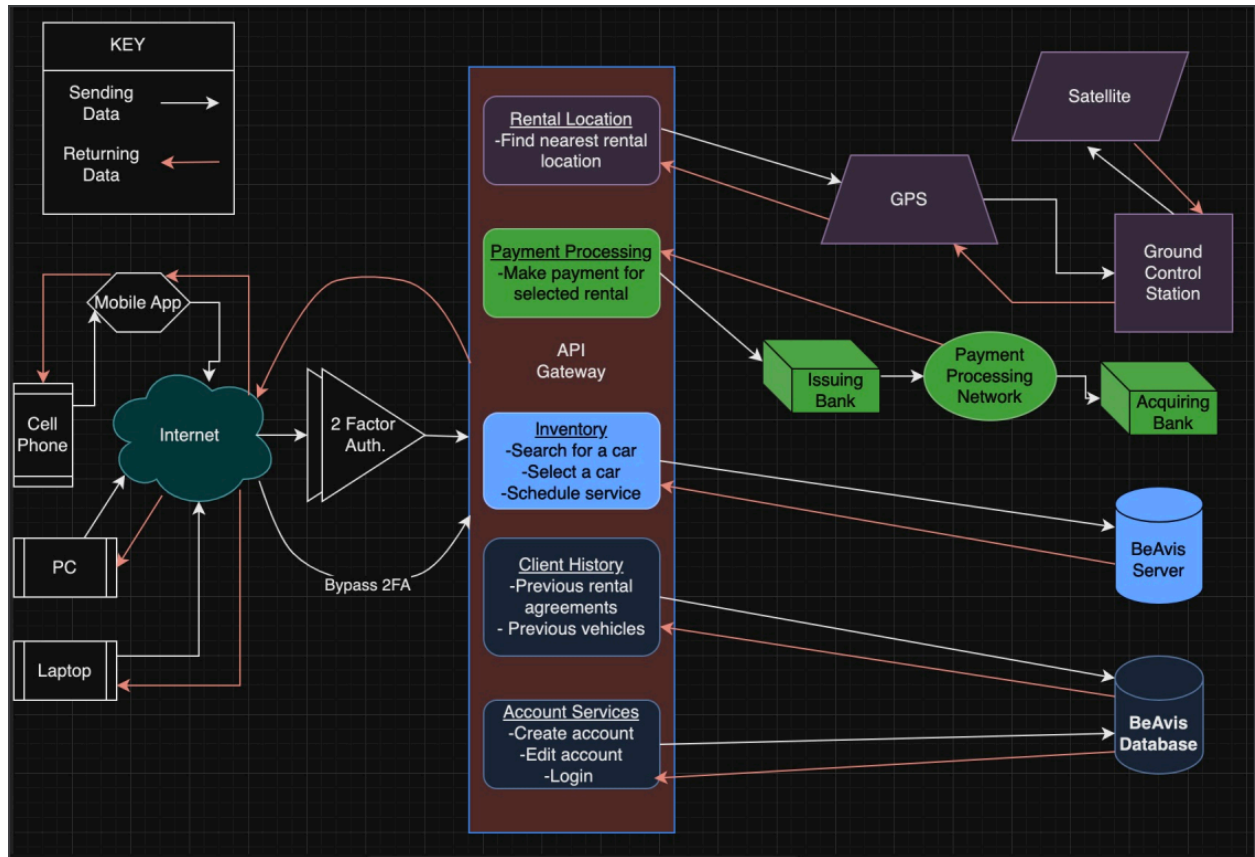 KEY
Sending
Data
Returning
Data
Rental Location
-Find nearest rental
location
Satellite
GPS
Ground
Control
Station
Payment Processing
-Make payment for
selected rental
Mobile App
API
Gateway
Issuing
Bank
Payment
Processing
Network
Acquiring
Bank
Cell
Phone
Internet
2 Factor
Auth.
Inventory
-Search for a car
-Select a car
-Schedule service
BeAvis
Server
PC
Bypass 2FA
Client History
-Previous rental
agreements
- Previous vehicles
Laptop
Account Services
-Create account
-Edit account
-Login
BeAvis
Database